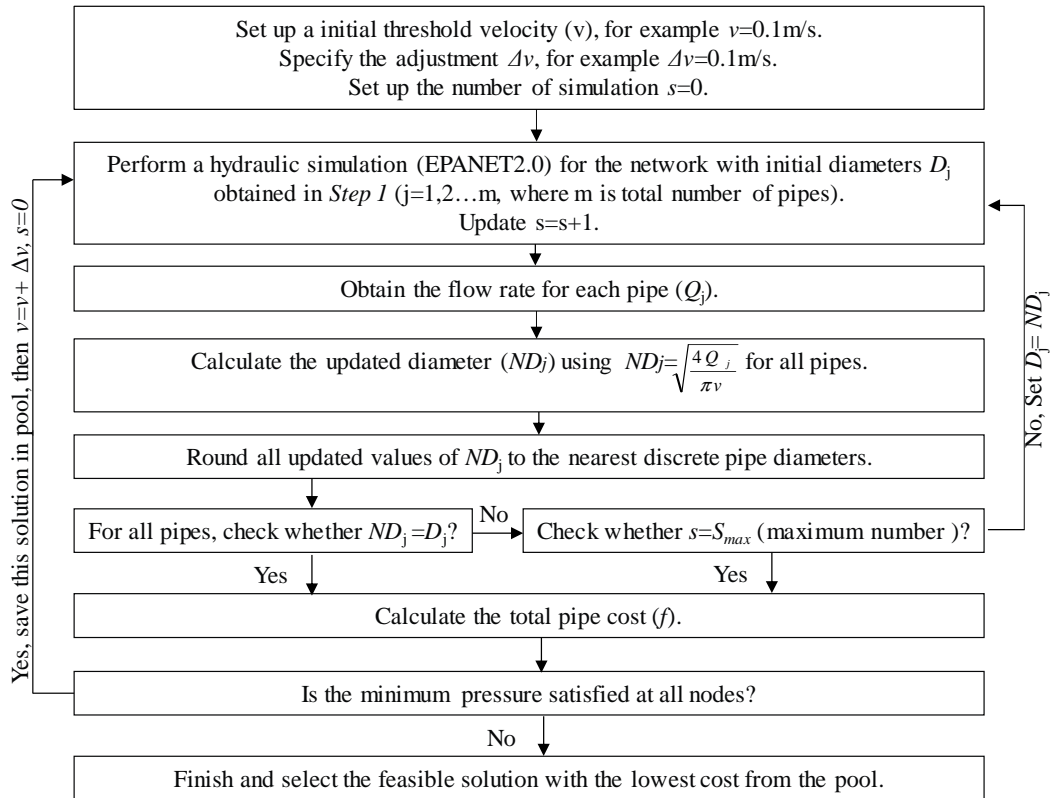 Set up a initial threshold velocity (v), for example v=0.1m/s.
Specify the adjustment Δv, for example Δv=0.1m/s.
Set up the number of simulation s=0.
Perform a hydraulic simulation (EPANET2.0) for the network with initial diameters Dj
obtained in Step 1 (j=1,2…m, where m is total number of pipes).
Update s=s+1.
Obtain the flow rate for each pipe (Qj).
Calculate the updated diameter (NDj) using NDj=√(4Qj/πv) for all pipes.
Round all updated values of NDj to the nearest discrete pipe diameters.
For all pipes, check whether NDj=Dj?
No
Check whether s=Smax (maximum number )?
No, Set Dj= NDj
Yes
Yes
Calculate the total pipe cost (f).
Is the minimum pressure satisfied at all nodes?
Yes, save this solution in pool, then v=v+ Δv, s=0
No
Finish and select the feasible solution with the lowest cost from the pool.